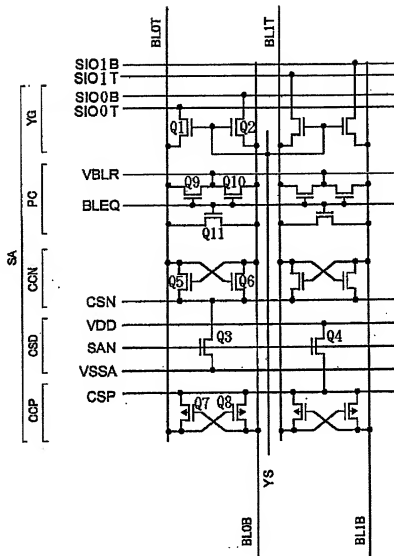 BL0T
BL1T
SIO1B
SIO1T
SIO0B
SIO0T
YG
Q1
Q2
VBLR
Q9
Q10
PC
BLEQ
Q11
SA
CCN
Q5
Q6
CSN
VDD
Q3
Q4
CSD
SAN
VSSA
CSP
CCP
Q7
Q8
YS
BL0B
BL1B